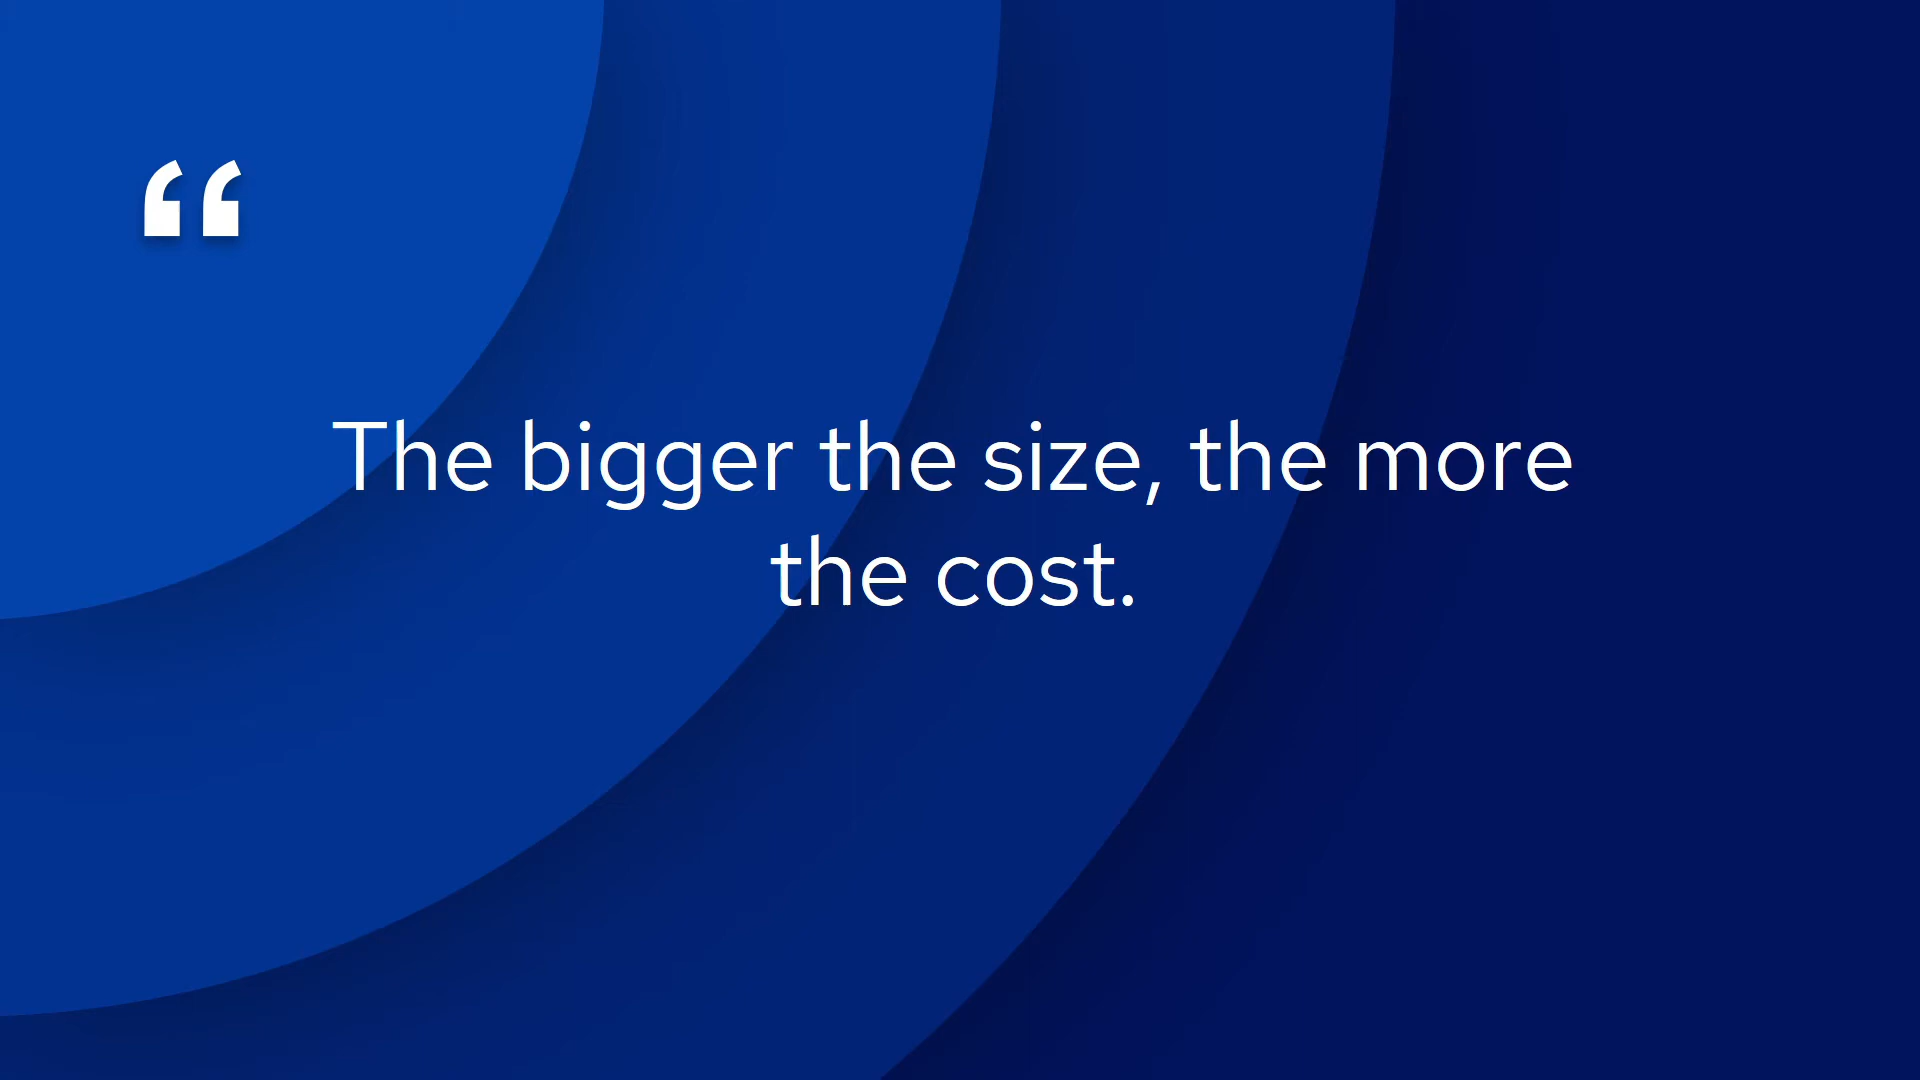 “
The bigger the size, the more
the cost.